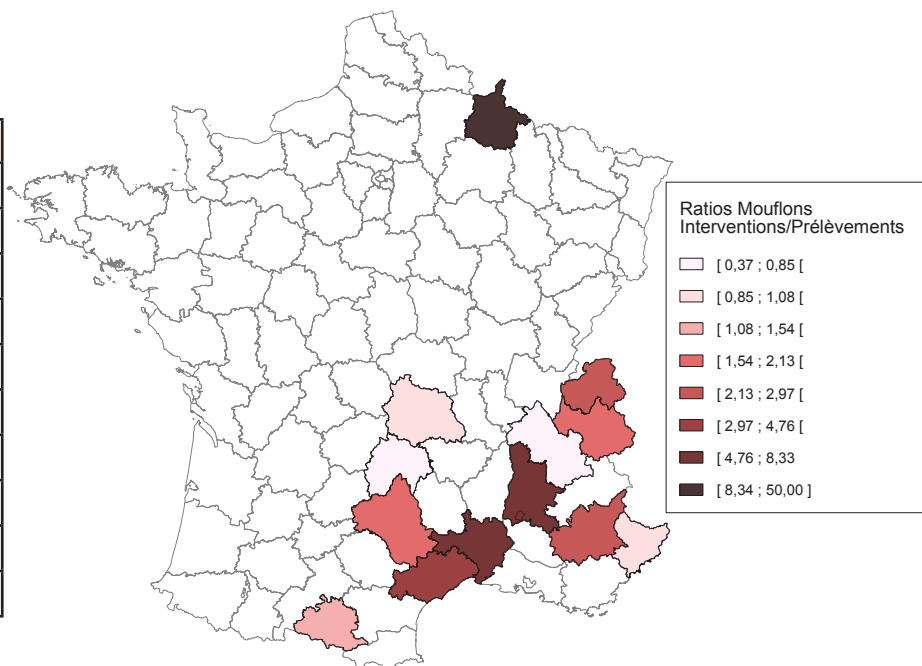 Ratios Mouflons
Interventions/Prélèvements
[ 0,37 ; 0,85 [
[ 0,85 ; 1,08 [
[ 1,08 ; 1,54 [
[ 1,54 ; 2,13 [
[ 2,13 ; 2,97 [
[ 2,97 ; 4,76 [
[ 4,76 ; 8,33
[ 8,34 ; 50,00 ]